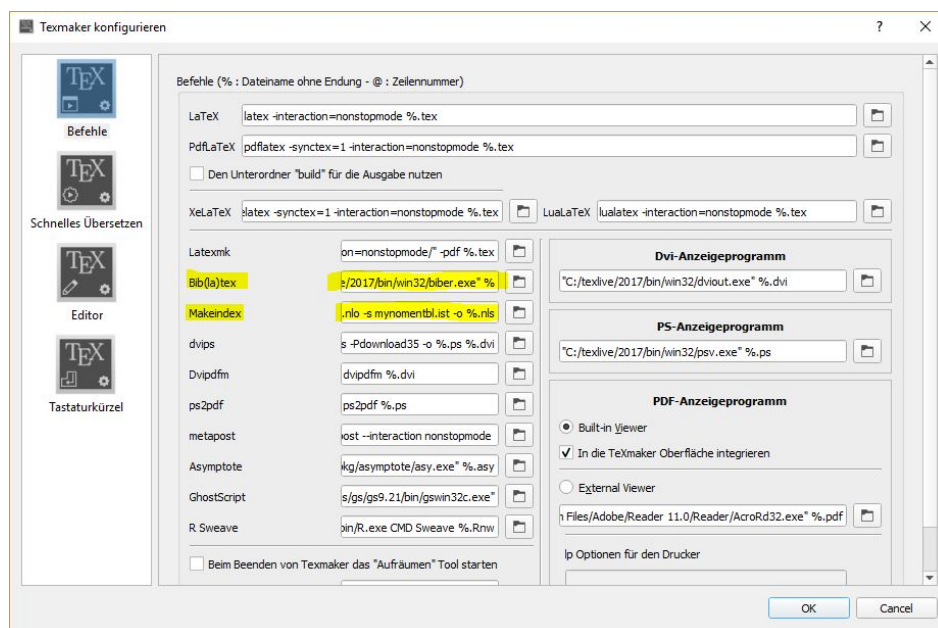 Texmaker konfigurieren
? ×
Befehle
Schnelles Übersetzen
Editor
Tastaturkürzel
Befehle (% : Dateiname ohne Endung - @ : Zeilennummer)
LaTeX latex -interaction=nonstopmode %.tex
PdfLaTeX pdflatex -synctex=1 -interaction=nonstopmode %.tex
Den Unterordner "build" für die Ausgabe nutzen
XeLaTeX elatex -synctex=1 -interaction=nonstopmode %.tex LuaLaTeX lualatex -interaction=nonstopmode %.tex
Latexmk on=nonstopmode/" -pdf %.tex
Bib(la)tex e/2017/bin/win32/biber.exe" %
Makeindex .nlo -s mynomentbl.ist -o %.nls
dvips s -Pdownload35 -o %.ps %.dvi
Dvipdfm dvipdfm %.dvi
ps2pdf ps2pdf %.ps
metapost post --interaction nonstopmode
Asymptote kg/asymptote/asy.exe" %.asy
GhostScript s/gs/gs9.21/bin/gswin32c.exe"
R Sweave bin/R.exe CMD Sweave %.Rnw
Beim Beenden von Texmaker das "Aufräumen" Tool starten
Dvi-Anzeigeprogramm
"C:/texlive/2017/bin/win32/dviout.exe" %.dvi
PS-Anzeigeprogramm
"C:/texlive/2017/bin/win32/psv.exe" %.ps
PDF-Anzeigeprogramm
Built-in Viewer
In die TeXmaker Oberfläche integrieren
External Viewer
n Files/Adobe/Reader 11.0/Reader/AcroRd32.exe" %.pdf
lp Optionen für den Drucker
OK Cancel